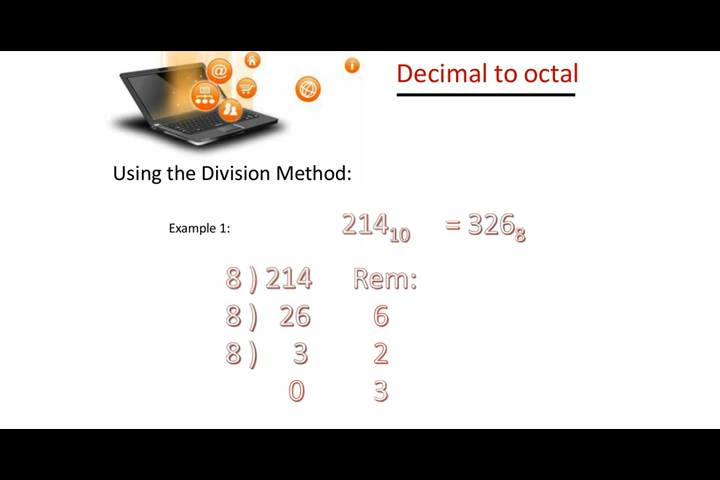 Decimal to octal
Using the Division Method:
Example 1: 214₁₀ = 326₈
8 ) 214 Rem:
8 ) 26 6
8 ) 3 2
0 3